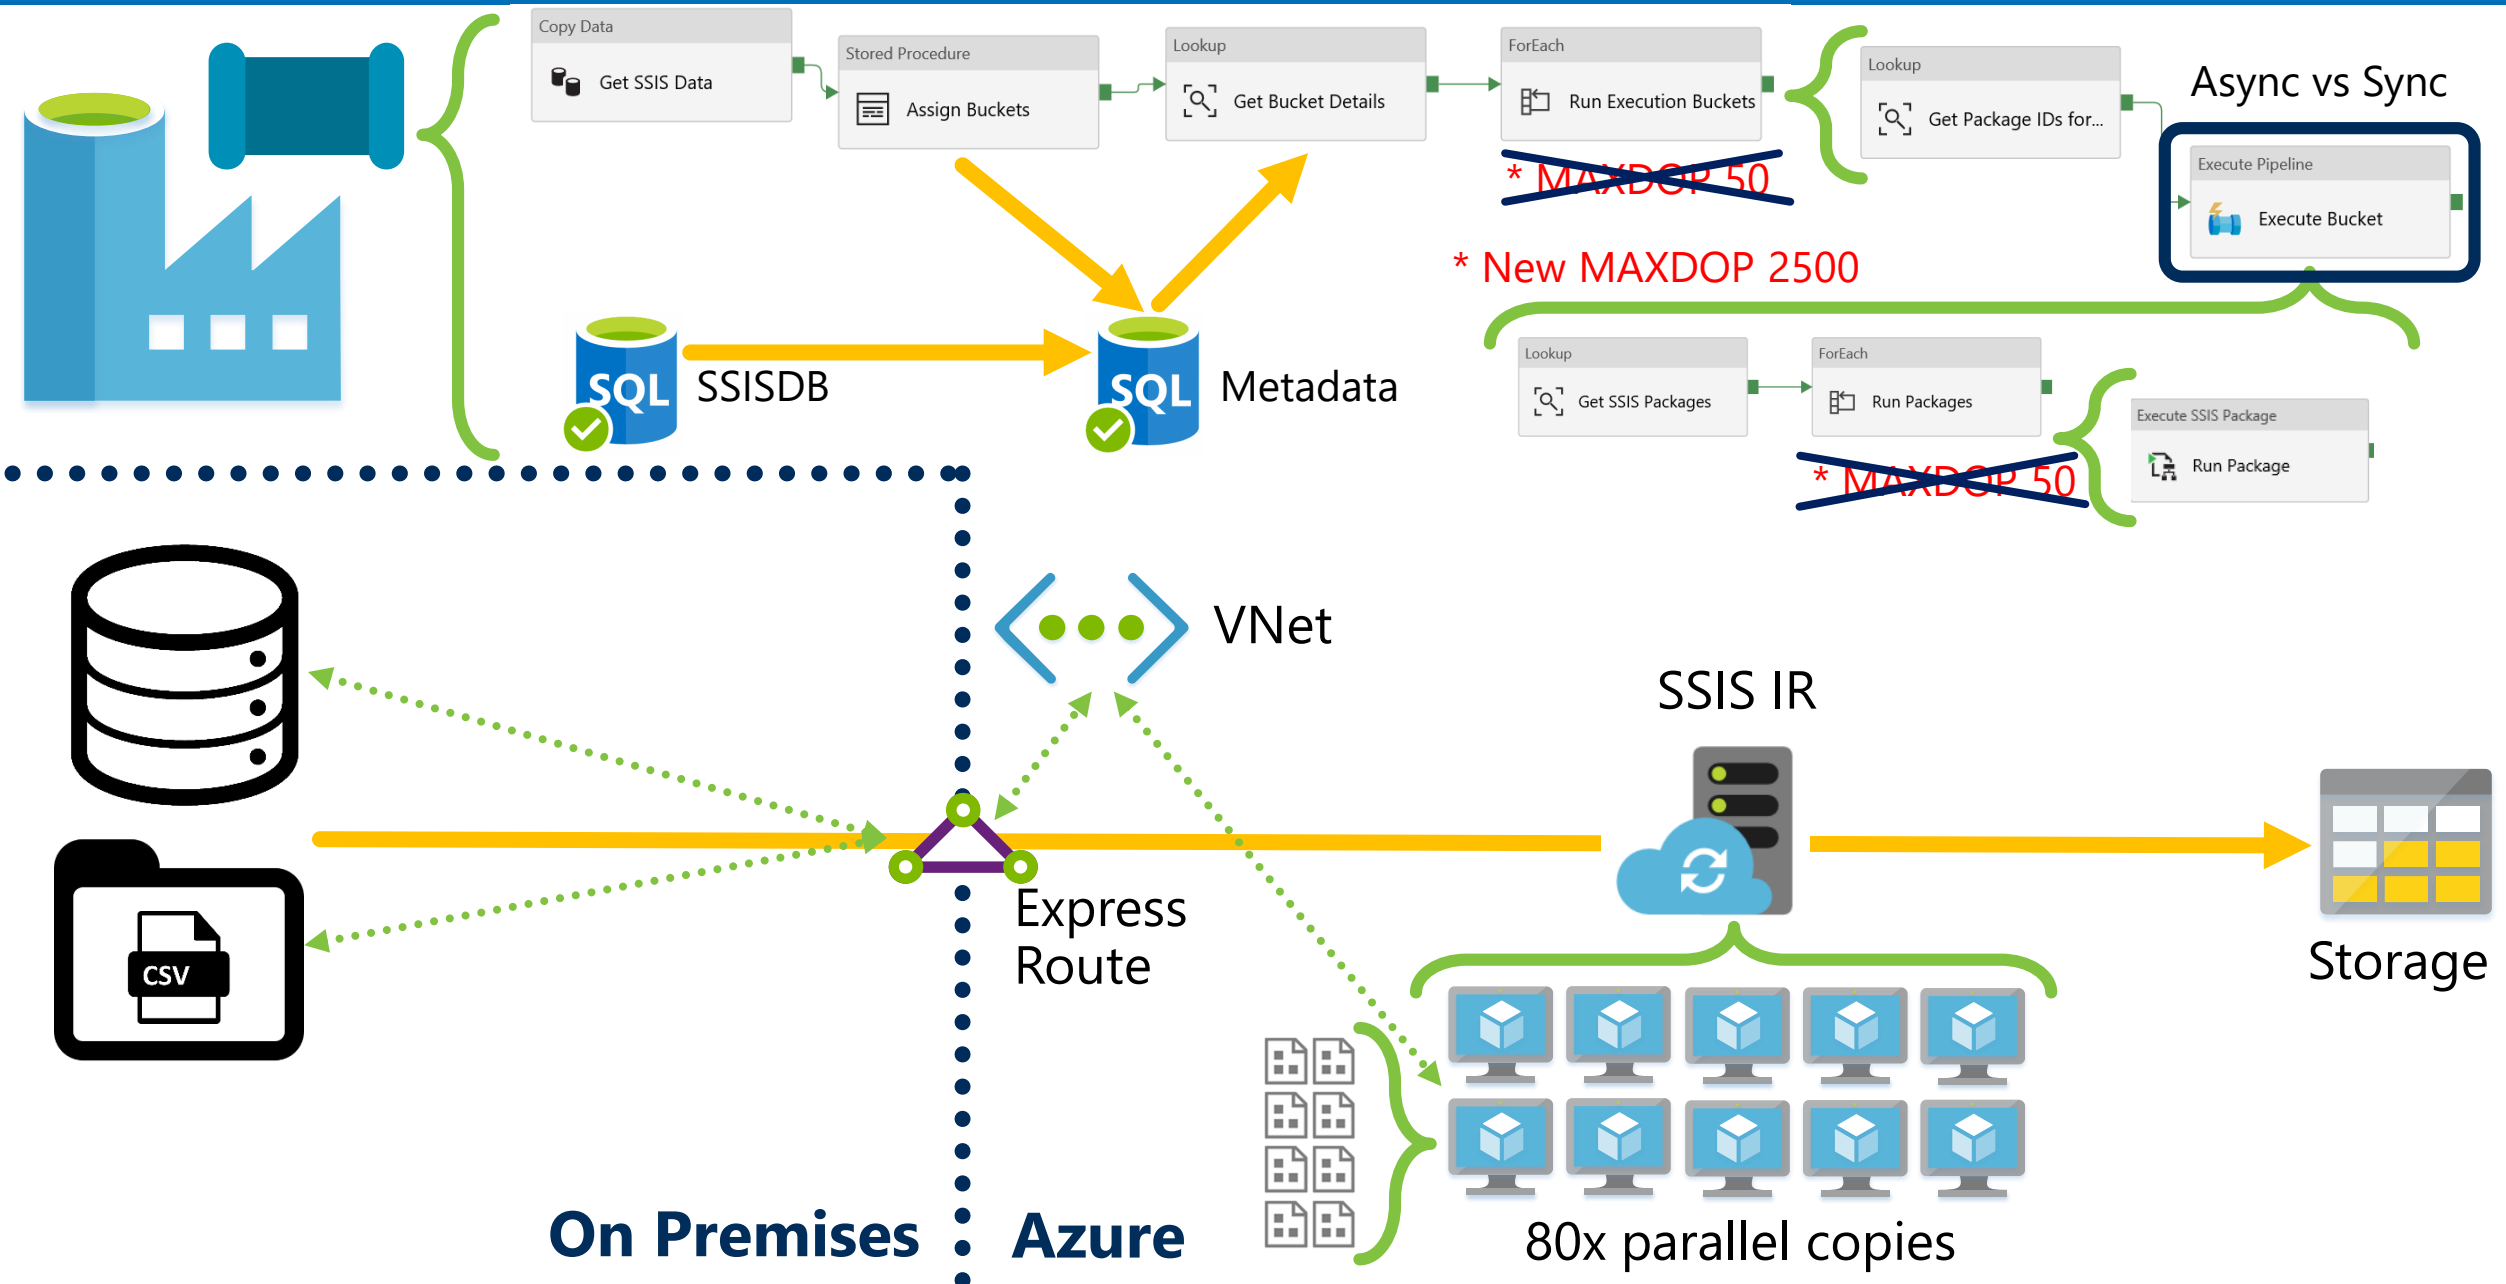 Copy Data
Get SSIS Data
Stored Procedure
Assign Buckets
Lookup
Get Bucket Details
ForEach
Run Execution Buckets
* MAXDOP 50
Lookup
Get Package IDs for...
Async vs Sync
Execute Pipeline
Execute Bucket
* New MAXDOP 2500
SQL
SSISDB
SQL
Metadata
Lookup
Get SSIS Packages
ForEach
Run Packages
* MAXDOP 50
Execute SSIS Package
Run Package
VNet
SSIS IR
CSV
Express
Route
Storage
On Premises
Azure
80x parallel copies